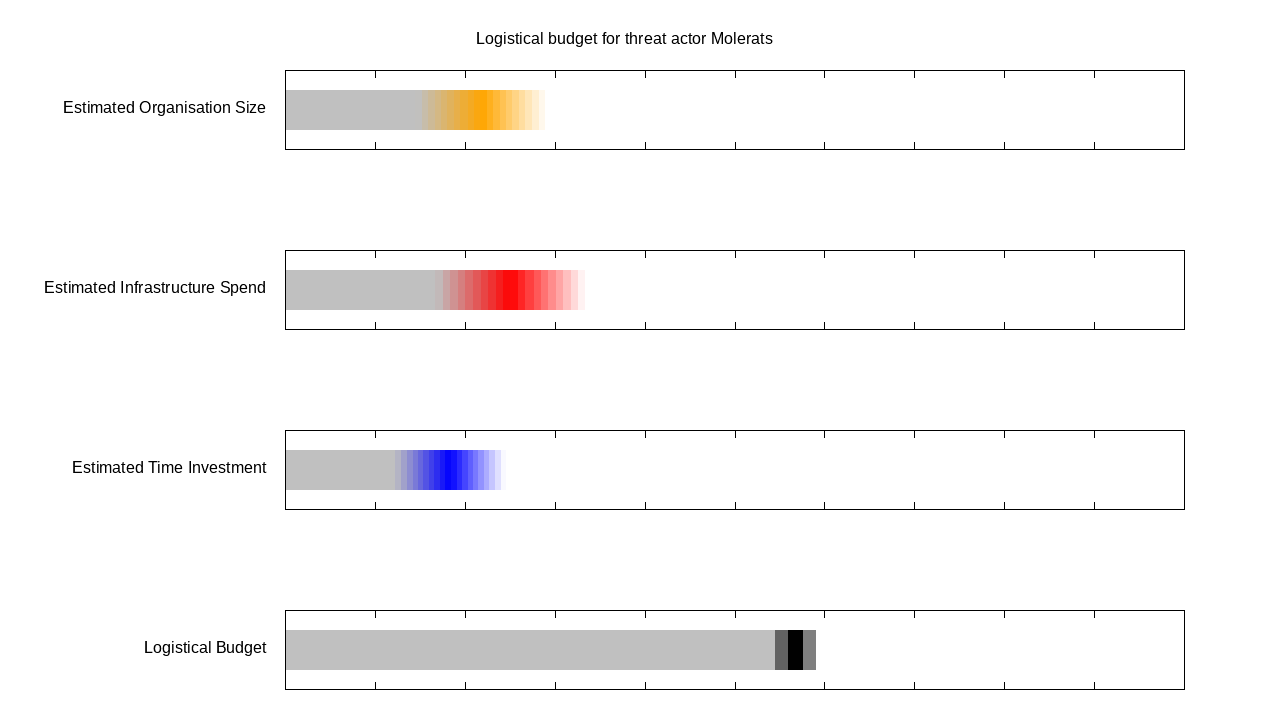 Logistical budget for threat actor Molerats
Estimated Organisation Size
Estimated Infrastructure Spend
Estimated Time Investment
Logistical Budget